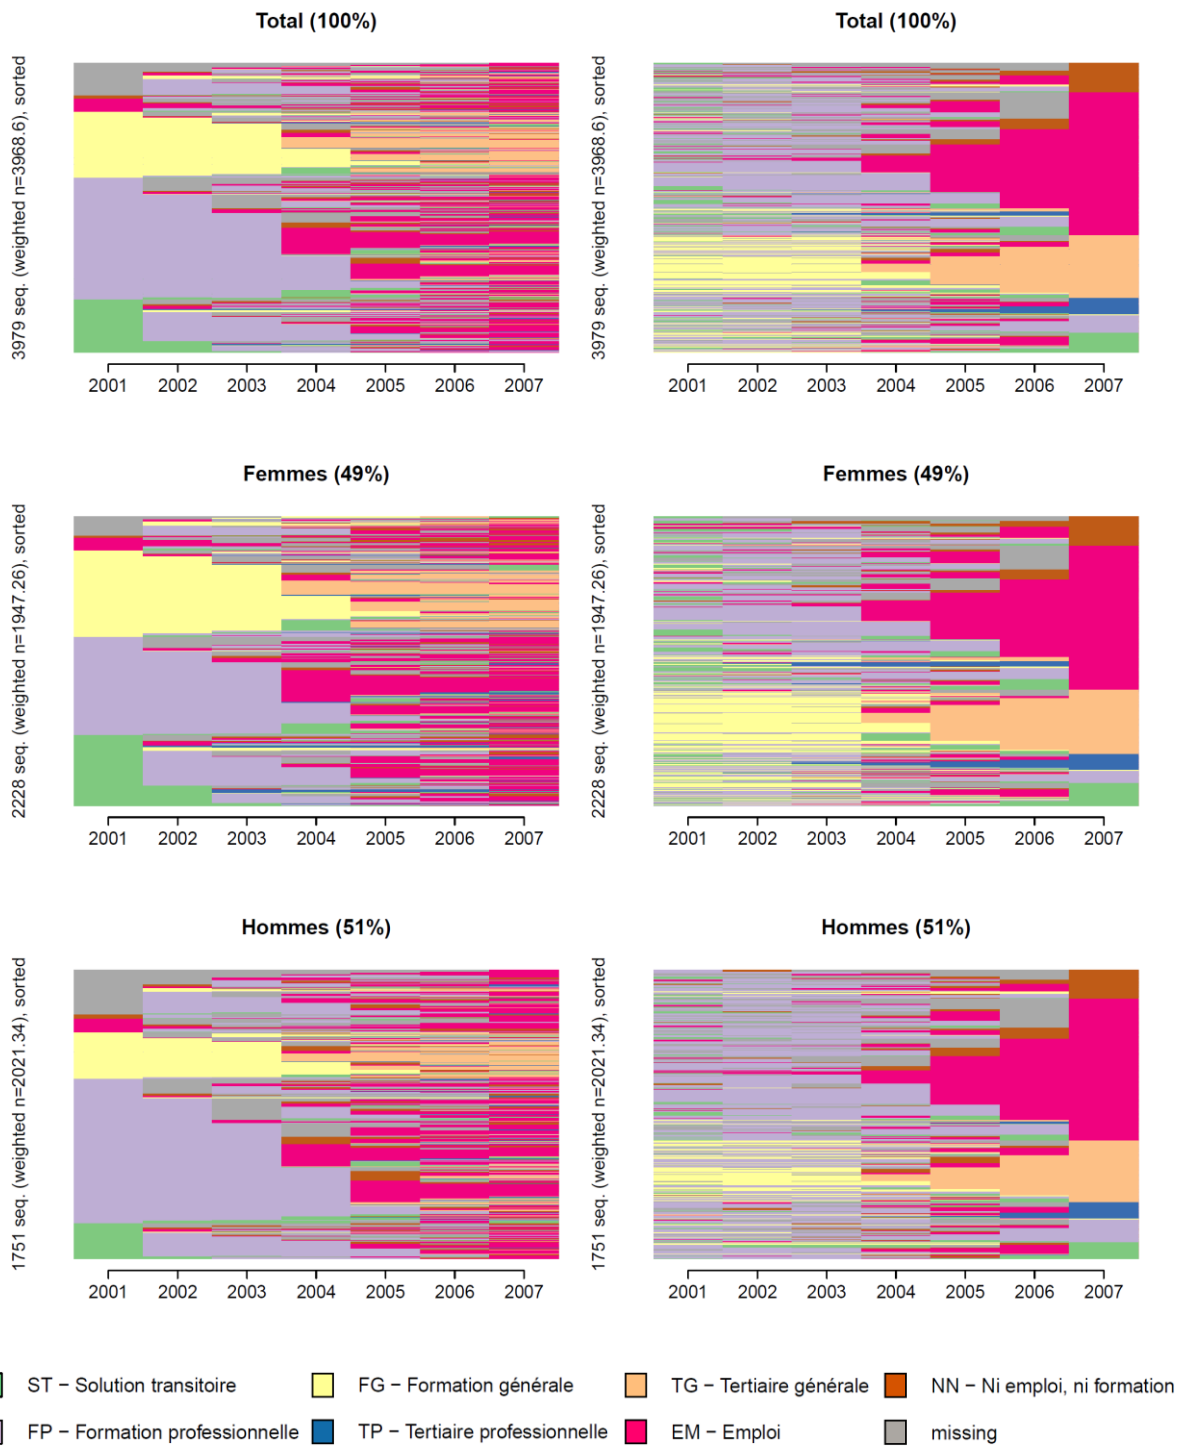 Total (100%)
Total (100%)
3979 seq. (weighted n=3968.6), sorted
3979 seq. (weighted n=3968.6), sorted
2001 2002 2003 2004 2005 2006 2007
2001 2002 2003 2004 2005 2006 2007
Femmes (49%)
Femmes (49%)
2228 seq. (weighted n=1947.26), sorted
2228 seq. (weighted n=1947.26), sorted
2001 2002 2003 2004 2005 2006 2007
2001 2002 2003 2004 2005 2006 2007
Hommes (51%)
Hommes (51%)
1751 seq. (weighted n=2021.34), sorted
1751 seq. (weighted n=2021.34), sorted
2001 2002 2003 2004 2005 2006 2007
2001 2002 2003 2004 2005 2006 2007
ST − Solution transitoire FG − Formation générale TG − Tertiaire générale NN − Ni emploi, ni formation
FP − Formation professionnelle TP − Tertiaire professionnelle EM − Emploi missing